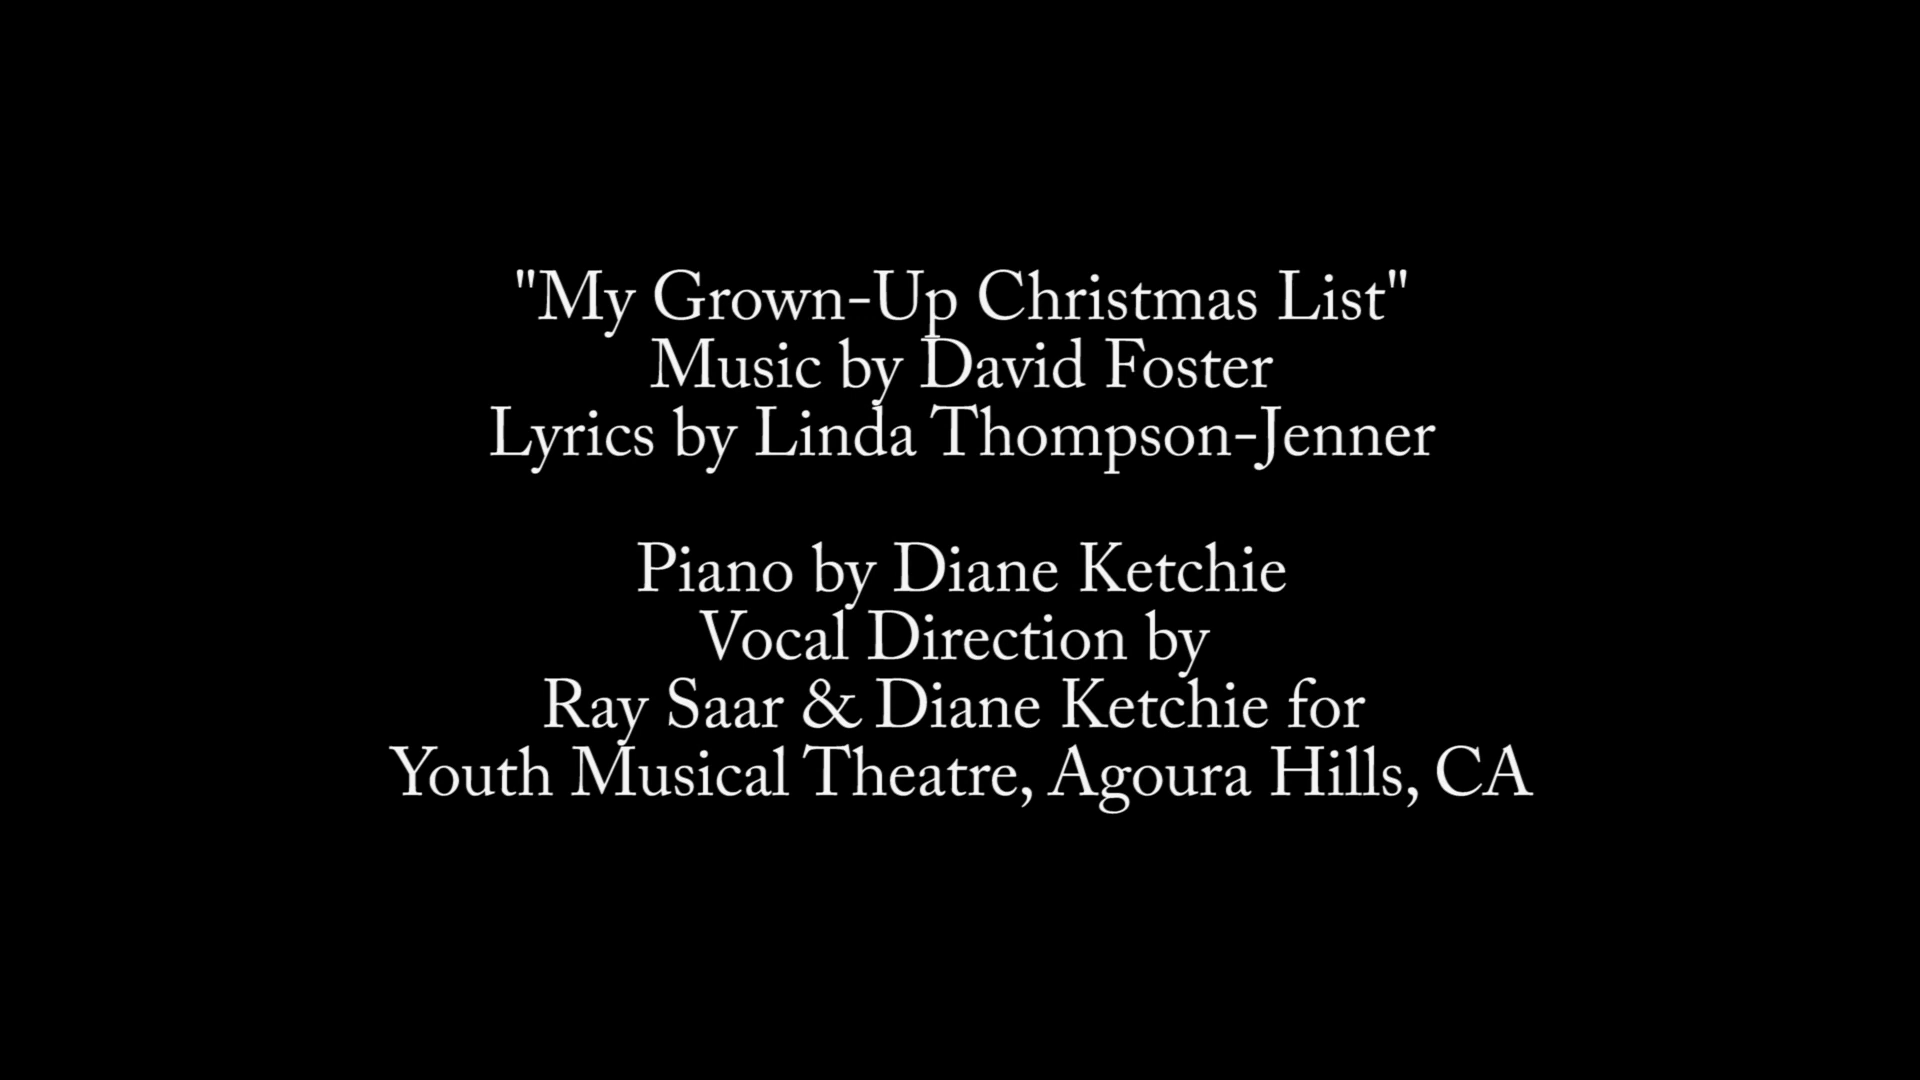 "My Grown-Up Christmas List"
Music by David Foster
Lyrics by Linda Thompson-Jenner
Piano by Diane Ketchie
Vocal Direction by
Ray Saar & Diane Ketchie for
Youth Musical Theatre, Agoura Hills, CA